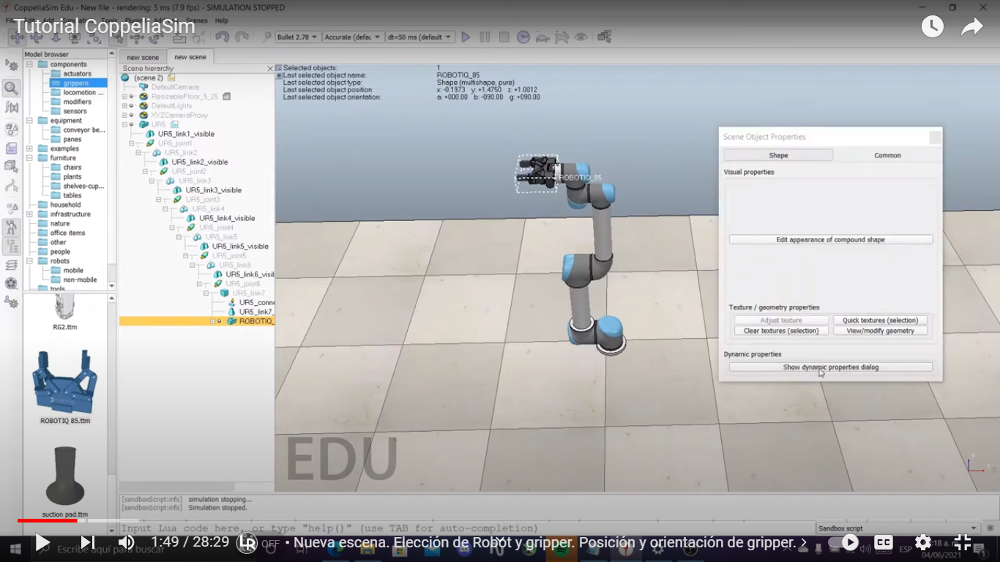 CoppeliaSim Edu - New file - rendering: 5 ms (7.9 fps) - SIMULATION STOPPED
Tutorial CoppeliaSim
Scenes Help
Bullet 2.78
Accurate (defau
dt=50 ms (default)
Model browser
components
actuators
grippers
locomotion ...
modifiers
sensors
equipment
conveyor be...
panes
examples
furniture
chairs
plants
shelves-cup...
tables
household
infrastructure
nature
office items
other
people
robots
mobile
non-mobile
tools
RG2.ttm
ROBOTIQ 85.ttm
suction pad.ttm
new scene
new scene
Scene hierarchy
(scene 2)
DefaultCamera
ResizableFloor_5_25
DefaultLights
XYZCameraProxy
UR5
UR5_link1_visible
UR5_joint1
UR5_link2
UR5_link2_visible
UR5_joint2
UR5_link3
UR5_link3_visible
UR5_joint3
UR5_link4
UR5_link4_visible
UR5_joint4
UR5_link5
UR5_link5_visible
UR5_joint5
UR5_link6
UR5_link6_visib
UR5_joint6
UR5_link7
UR5_conne
UR5_link7_
ROBOTIQ_
Selected objects: 1
Last selected object name: ROBOTIQ_85
Last selected object type: Shape (multishape, pure)
Last selected object position: x: -0.1973 y: +1.4750 z: +1.0012
Last selected object orientation: a: +000.00 b: -090.00 g: +090.00
ROBOTIQ_85
EDU
Scene Object Properties
Shape
Common
Visual properties
Edit appearance of compound shape
Texture / geometry properties
Adjust texture
Quick textures (selection)
Clear textures (selection)
View/modify geometry
Dynamic properties
Show dynamic properties dialog
[sandboxScript:info] simulation stopping...
[sandboxScript:info] Simulation stopped.
Input Lua code here, or type "help()" (use TAB for auto-completion)
Sandbox script
1:49 / 28:29
OFF
• Nueva escena. Elección de Robot y gripper. Posición y orientación de gripper.
CC
Escribe aquí para buscar
ESP
:18 a. m.
04/06/2021